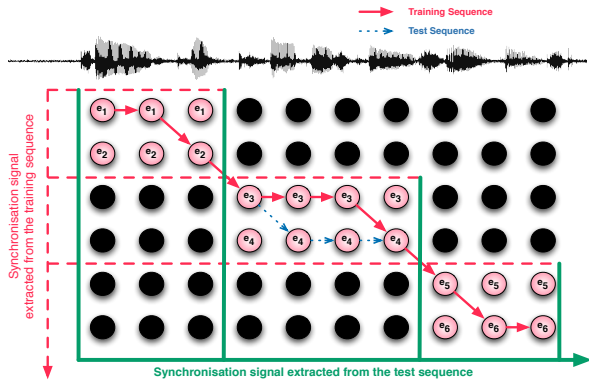 Training Sequence
Test Sequence
Synchronisation signal
extracted from the training sequence
e1 e1 e1
e2 e2 e2
e3 e3 e3 e3
e4 e4 e4 e4
e5 e5 e5
e6 e6 e6
Synchronisation signal extracted from the test sequence